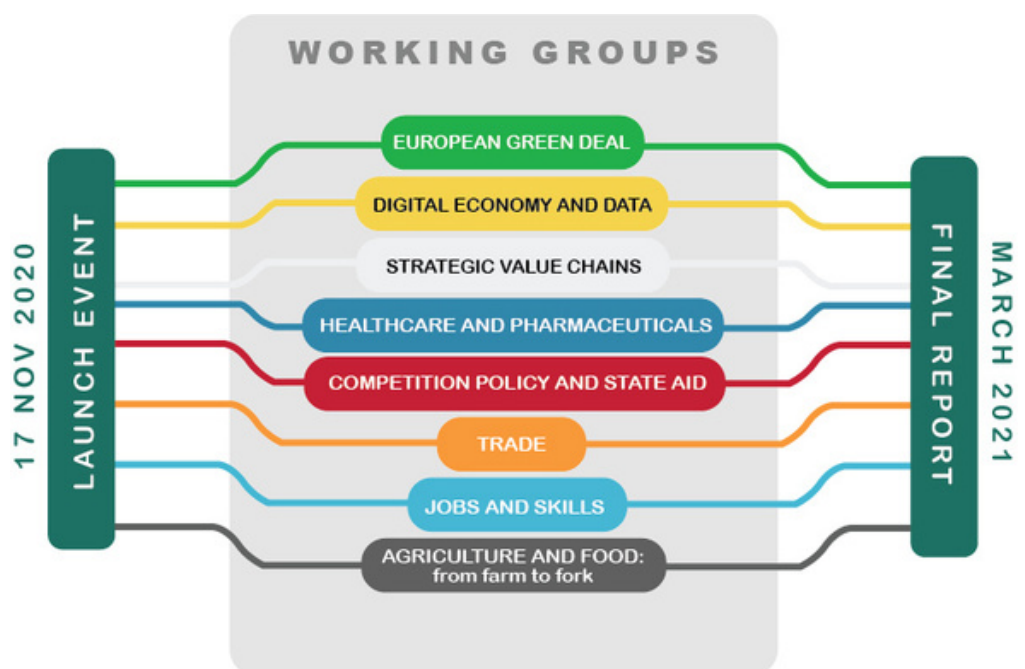 WORKING GROUPS
17 NOV 2020
LAUNCH EVENT
EUROPEAN GREEN DEAL
DIGITAL ECONOMY AND DATA
STRATEGIC VALUE CHAINS
HEALTHCARE AND PHARMACEUTICALS
COMPETITION POLICY AND STATE AID
TRADE
JOBS AND SKILLS
AGRICULTURE AND FOOD:
from farm to fork
FINAL REPORT
MARCH 2021